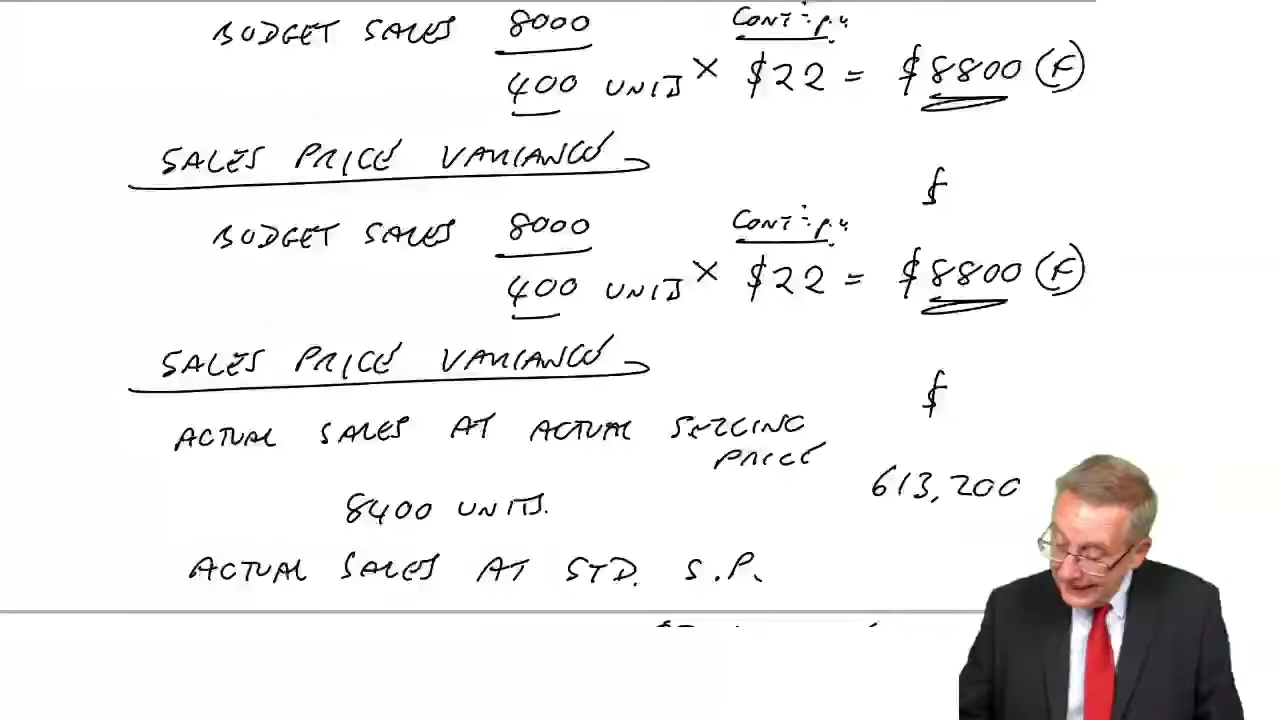 BUDGET SALES 8000 CONT'N p.u.
400 UNITS × $22 = $8800 (F)
SALES PRICE VARIANCE
$
BUDGET SALES 8000 CONT'N p.u.
400 UNITS × $22 = $8800 (F)
SALES PRICE VARIANCE
$
ACTUAL SALES AT ACTUAL SELLING
PRICE
613,200
8400 UNITS.
ACTUAL SALES AT STD. S.P.